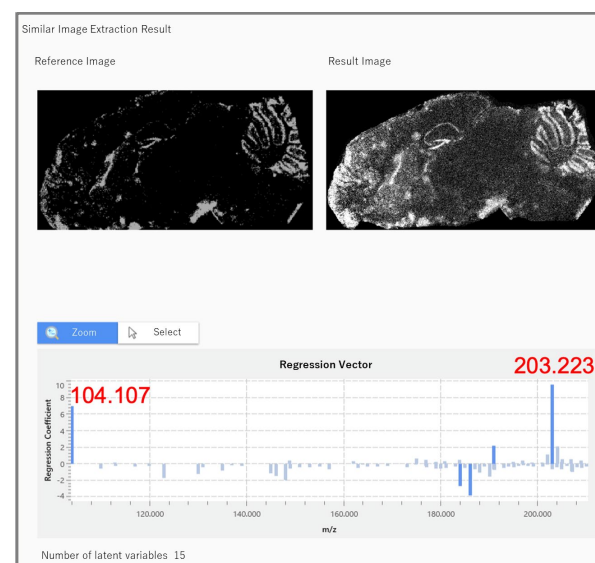 Similar Image Extraction Result
Reference Image
Result Image
Zoom
Select
Regression Vector
203.223
104.107
10
8
6
4
2
0
-2
-4
Regression Coefficient
120.000
140.000
160.000
180.000
200.000
m/z
Number of latent variables 15